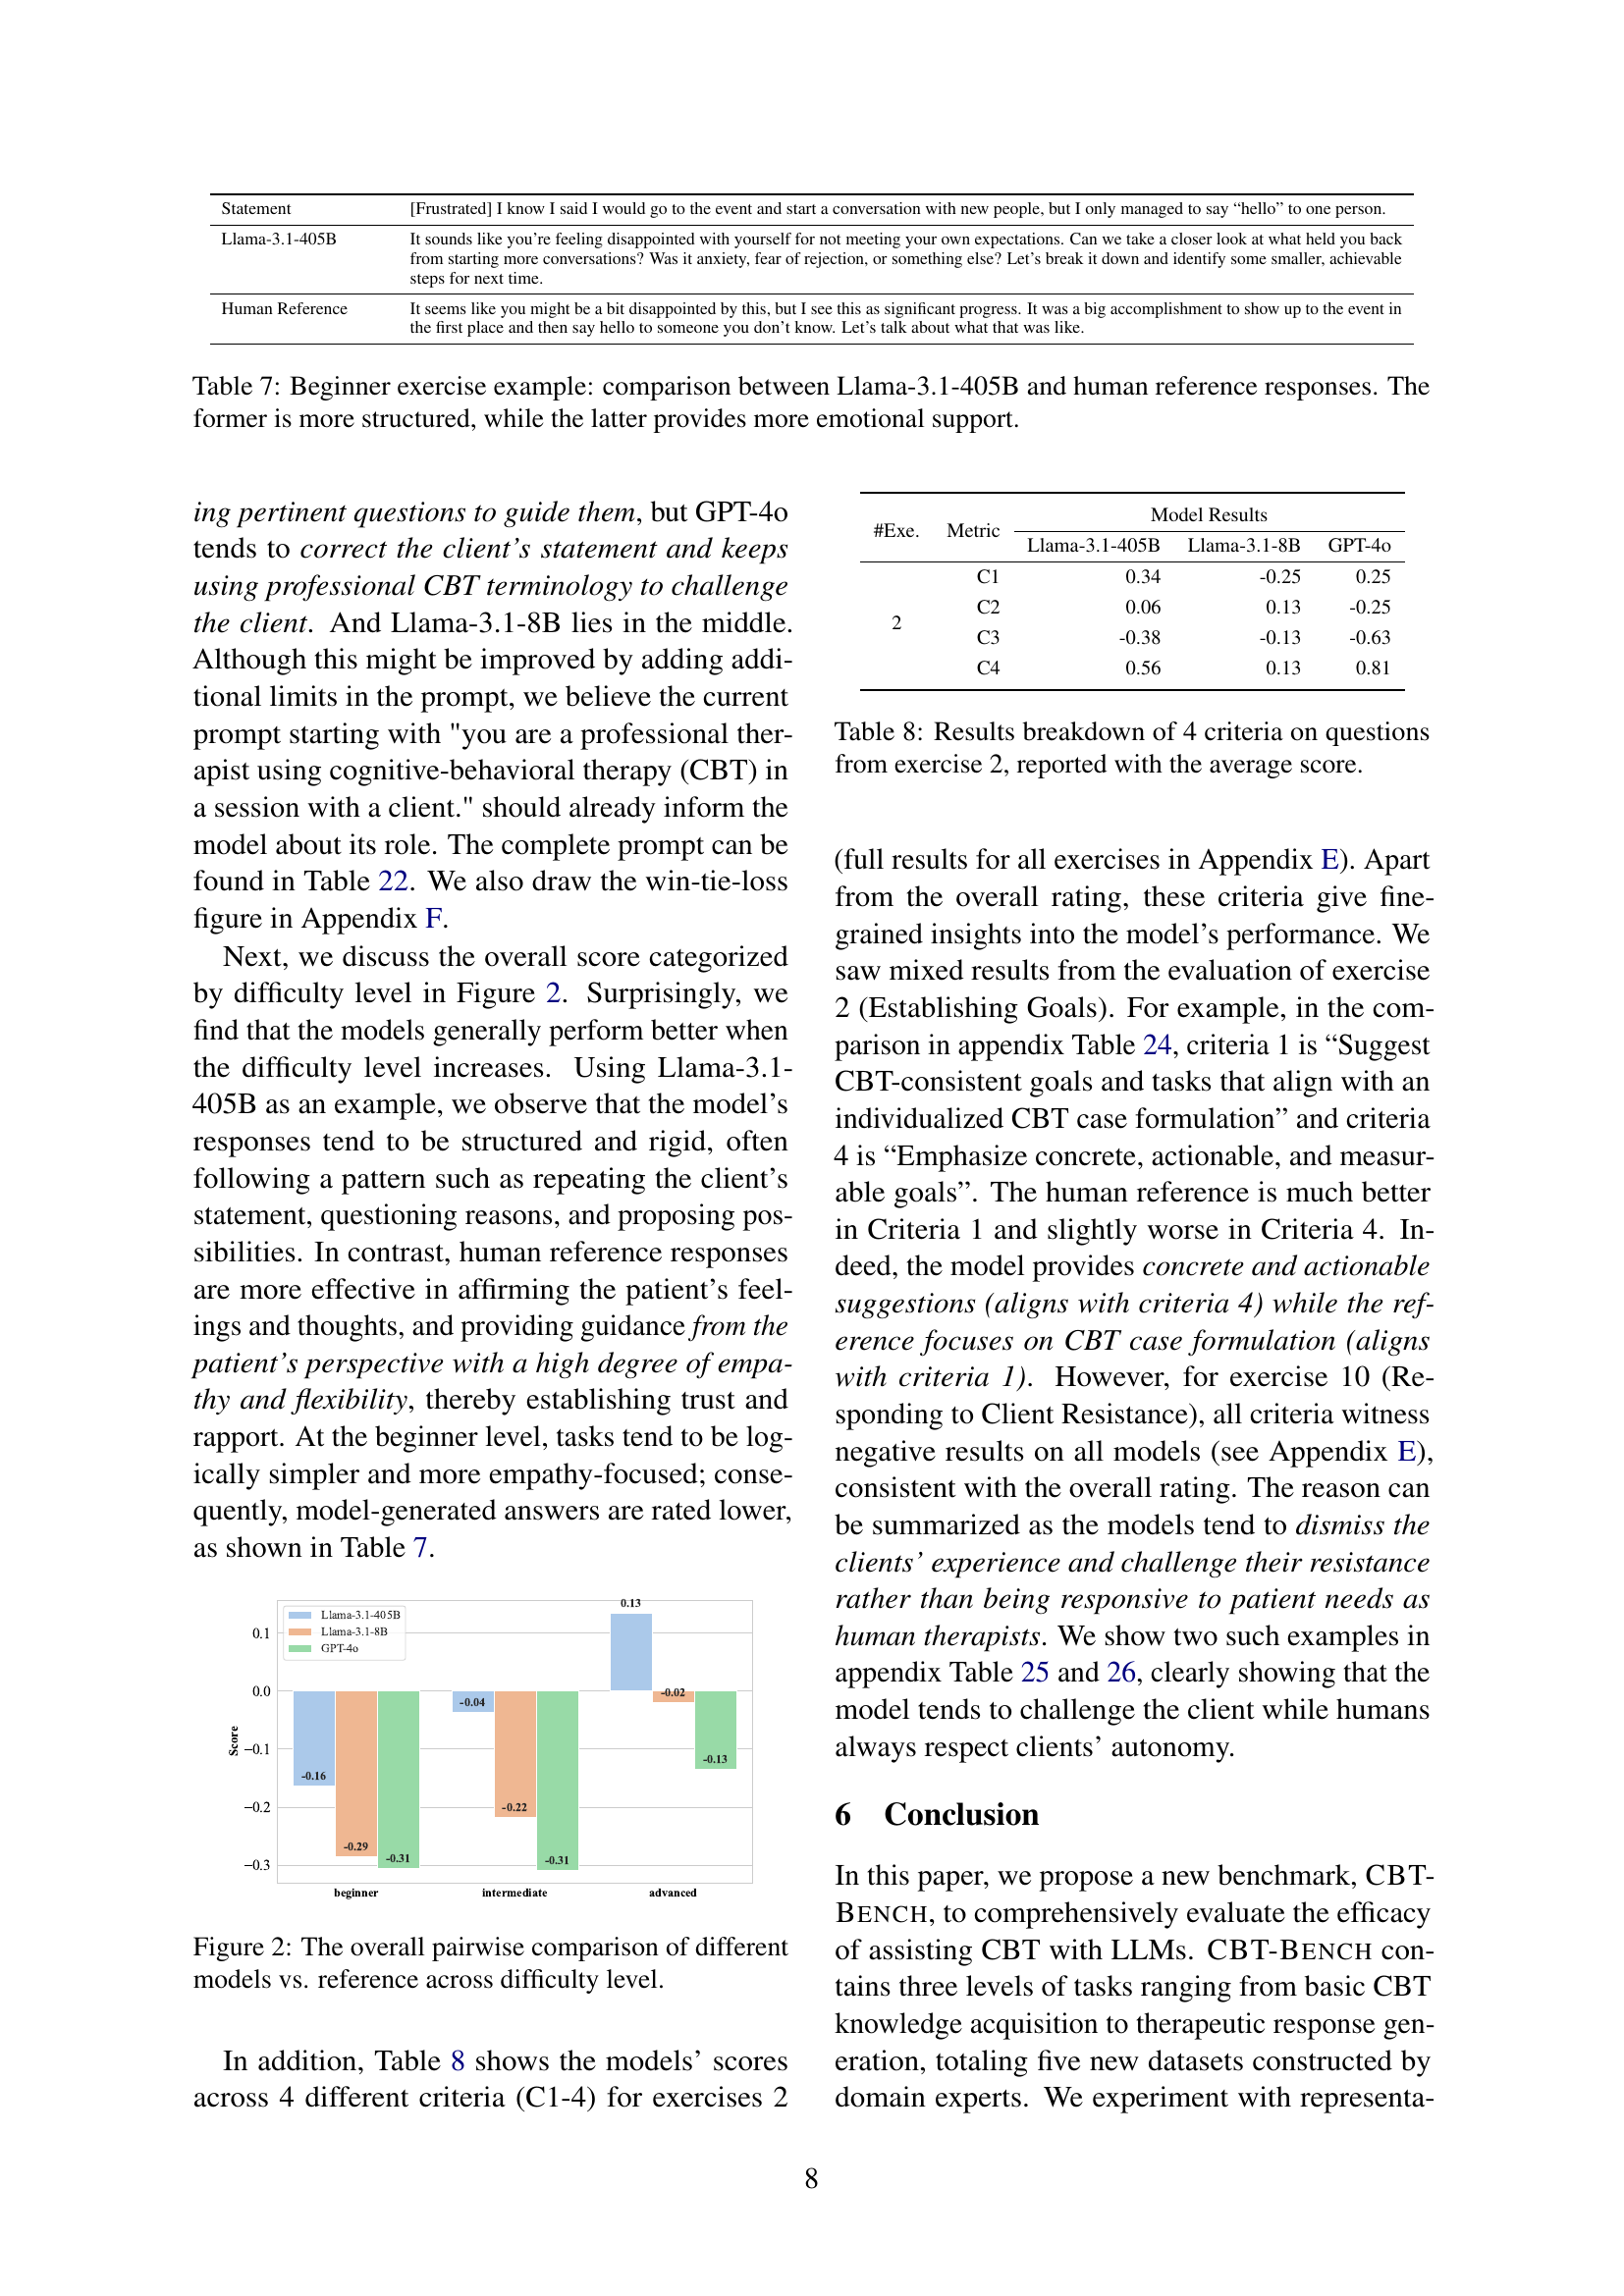 Statement [Frustrated] I know I said I would go to the event and start a conversation with new people, but I only managed to say “hello” to one person.
Llama-3.1-405B It sounds like you’re feeling disappointed with yourself for not meeting your own expectations. Can we take a closer look at what held you back
from starting more conversations? Was it anxiety, fear of rejection, or something else? Let’s break it down and identify some smaller, achievable
steps for next time.
Human Reference It seems like you might be a bit disappointed by this, but I see this as significant progress. It was a big accomplishment to show up to the event in
the first place and then say hello to someone you don’t know. Let’s talk about what that was like.
Table 7: Beginner exercise example: comparison between Llama-3.1-405B and human reference responses. The
former is more structured, while the latter provides more emotional support.
ing pertinent questions to guide them, but GPT-4o
tends to correct the client’s statement and keeps
using professional CBT terminology to challenge
the client. And Llama-3.1-8B lies in the middle.
Although this might be improved by adding addi-
tional limits in the prompt, we believe the current
prompt starting with "you are a professional ther-
apist using cognitive-behavioral therapy (CBT) in
a session with a client." should already inform the
model about its role. The complete prompt can be
found in Table 22. We also draw the win-tie-loss
figure in Appendix F.
Next, we discuss the overall score categorized
by difficulty level in Figure 2. Surprisingly, we
find that the models generally perform better when
the difficulty level increases. Using Llama-3.1-
405B as an example, we observe that the model’s
responses tend to be structured and rigid, often
following a pattern such as repeating the client’s
statement, questioning reasons, and proposing pos-
sibilities. In contrast, human reference responses
are more effective in affirming the patient’s feel-
ings and thoughts, and providing guidance from the
patient’s perspective with a high degree of empa-
thy and flexibility, thereby establishing trust and
rapport. At the beginner level, tasks tend to be log-
ically simpler and more empathy-focused; conse-
quently, model-generated answers are rated lower,
as shown in Table 7.
Llama-3.1-405B
Llama-3.1-8B
GPT-4o
0.1
0.0
−0.1
−0.2
−0.3
Score
-0.16
-0.29
-0.31
-0.04
-0.22
-0.31
0.13
-0.02
-0.13
beginner intermediate advanced
Figure 2: The overall pairwise comparison of different
models vs. reference across difficulty level.
In addition, Table 8 shows the models’ scores
across 4 different criteria (C1-4) for exercises 2
#Exe. Metric Model Results
Llama-3.1-405B Llama-3.1-8B GPT-4o
2
C1 0.34 -0.25 0.25
C2 0.06 0.13 -0.25
C3 -0.38 -0.13 -0.63
C4 0.56 0.13 0.81
Table 8: Results breakdown of 4 criteria on questions
from exercise 2, reported with the average score.
(full results for all exercises in Appendix E). Apart
from the overall rating, these criteria give fine-
grained insights into the model’s performance. We
saw mixed results from the evaluation of exercise
2 (Establishing Goals). For example, in the com-
parison in appendix Table 24, criteria 1 is “Suggest
CBT-consistent goals and tasks that align with an
individualized CBT case formulation” and criteria
4 is “Emphasize concrete, actionable, and measur-
able goals”. The human reference is much better
in Criteria 1 and slightly worse in Criteria 4. In-
deed, the model provides concrete and actionable
suggestions (aligns with criteria 4) while the ref-
erence focuses on CBT case formulation (aligns
with criteria 1). However, for exercise 10 (Re-
sponding to Client Resistance), all criteria witness
negative results on all models (see Appendix E),
consistent with the overall rating. The reason can
be summarized as the models tend to dismiss the
clients’ experience and challenge their resistance
rather than being responsive to patient needs as
human therapists. We show two such examples in
appendix Table 25 and 26, clearly showing that the
model tends to challenge the client while humans
always respect clients’ autonomy.
6 Conclusion
In this paper, we propose a new benchmark, CBT-
BENCH, to comprehensively evaluate the efficacy
of assisting CBT with LLMs. CBT-BENCH con-
tains three levels of tasks ranging from basic CBT
knowledge acquisition to therapeutic response gen-
eration, totaling five new datasets constructed by
domain experts. We experiment with representa-
8